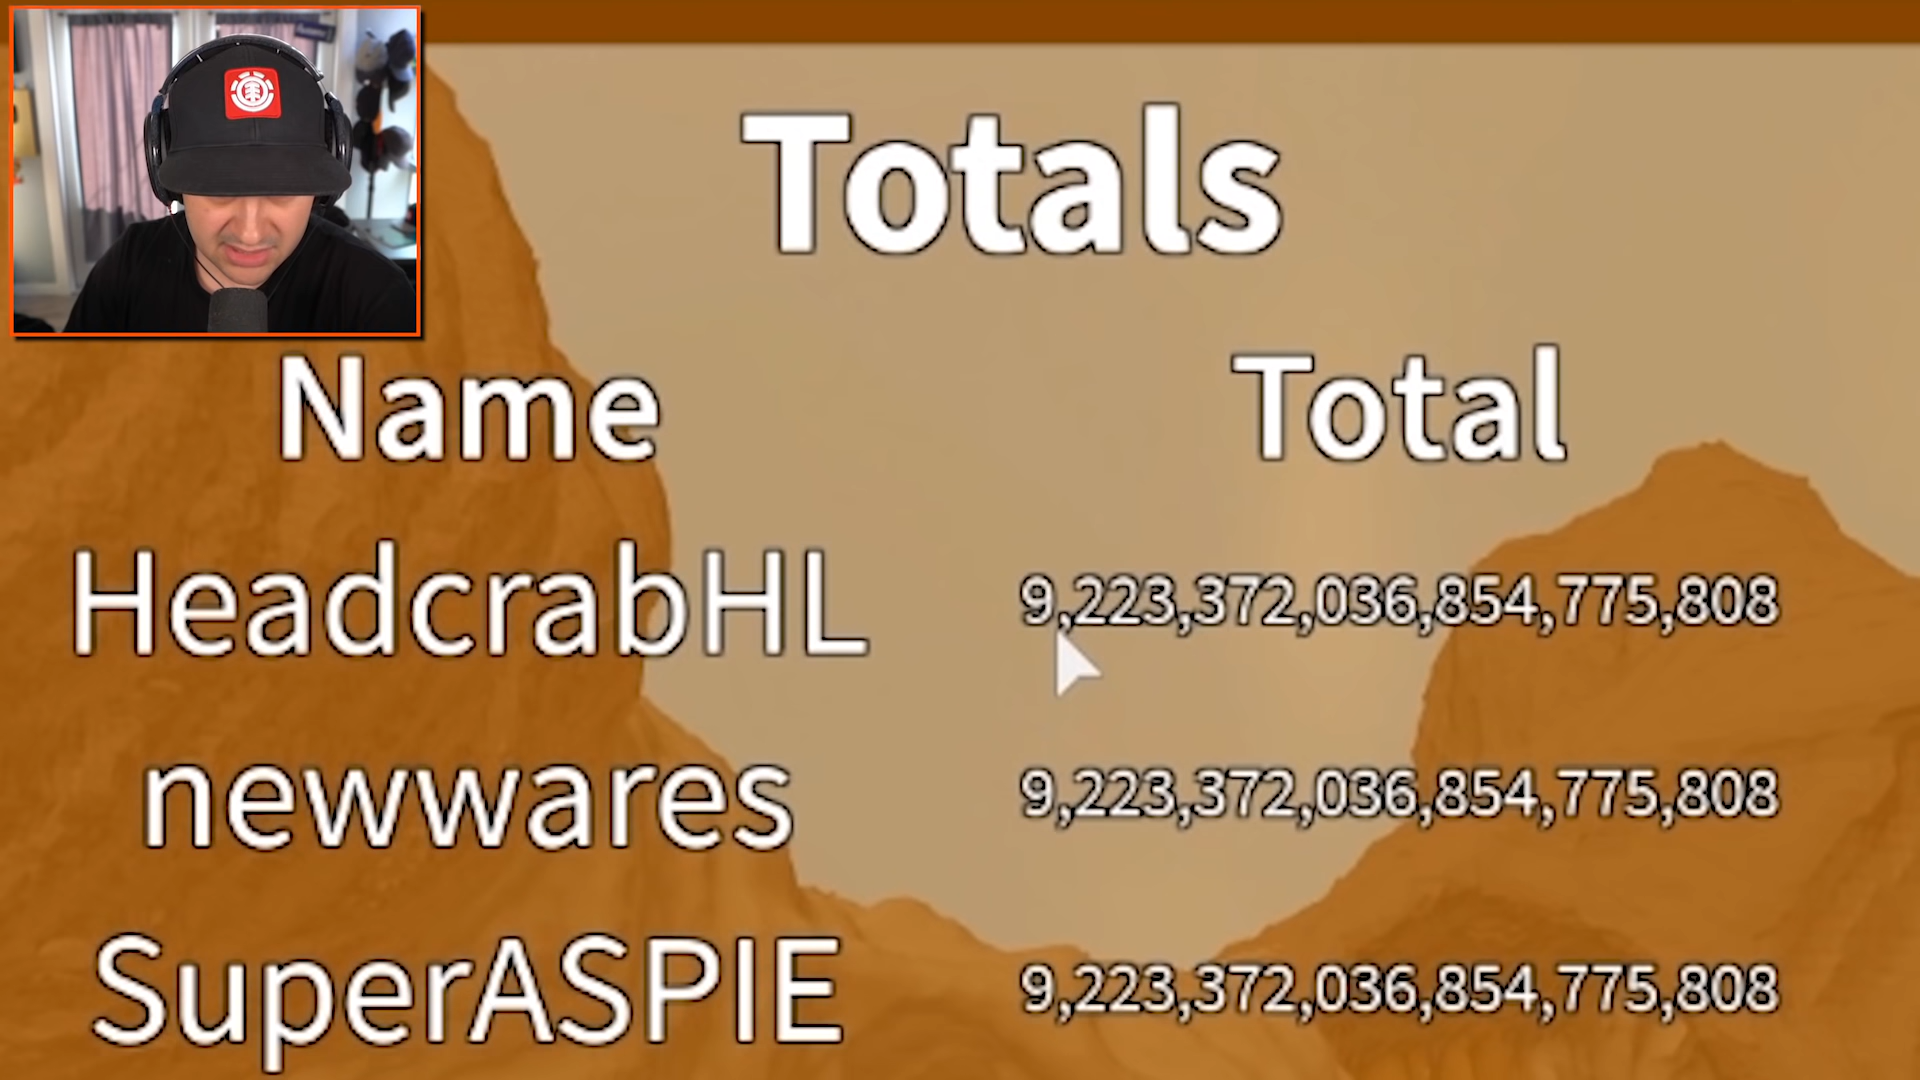 Totals
Name Total
HeadcrabHL 9,223,372,036,854,775,808
newwares 9,223,372,036,854,775,808
SuperASPIE 9,223,372,036,854,775,808